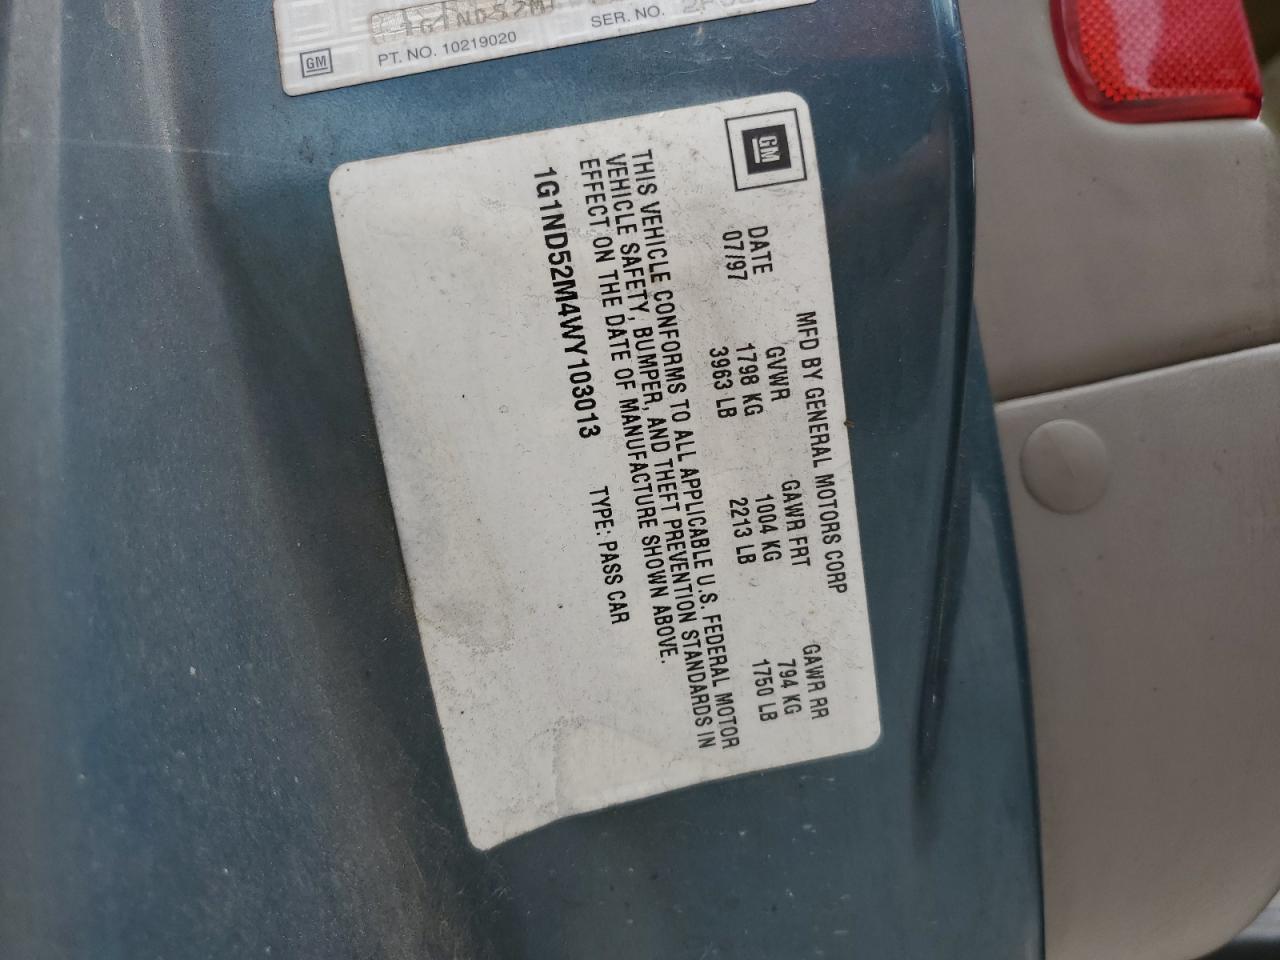 1G1ND52M
GM
PT. NO. 10219020
SER. NO.
GM
MFD BY GENERAL MOTORS CORP
DATE GVWR GAWR FRT GAWR RR
07/97 1798 KG 1004 KG 794 KG
3963 LB 2213 LB 1750 LB
THIS VEHICLE CONFORMS TO ALL APPLICABLE U.S. FEDERAL MOTOR
VEHICLE SAFETY, BUMPER, AND THEFT PREVENTION STANDARDS IN
EFFECT ON THE DATE OF MANUFACTURE SHOWN ABOVE.
1G1ND52M4WY103013 TYPE: PASS CAR